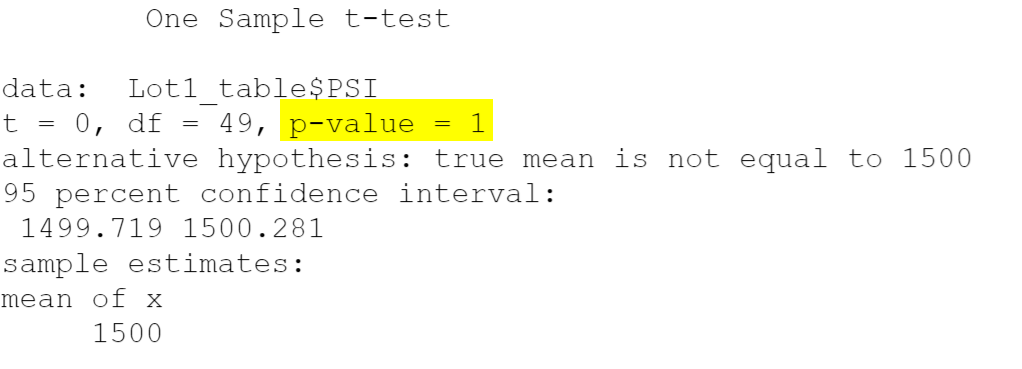 One Sample t-test
data: Lot1_table$PSI
t = 0, df = 49, p-value = 1
alternative hypothesis: true mean is not equal to 1500
95 percent confidence interval:
1499.719 1500.281
sample estimates:
mean of x
1500